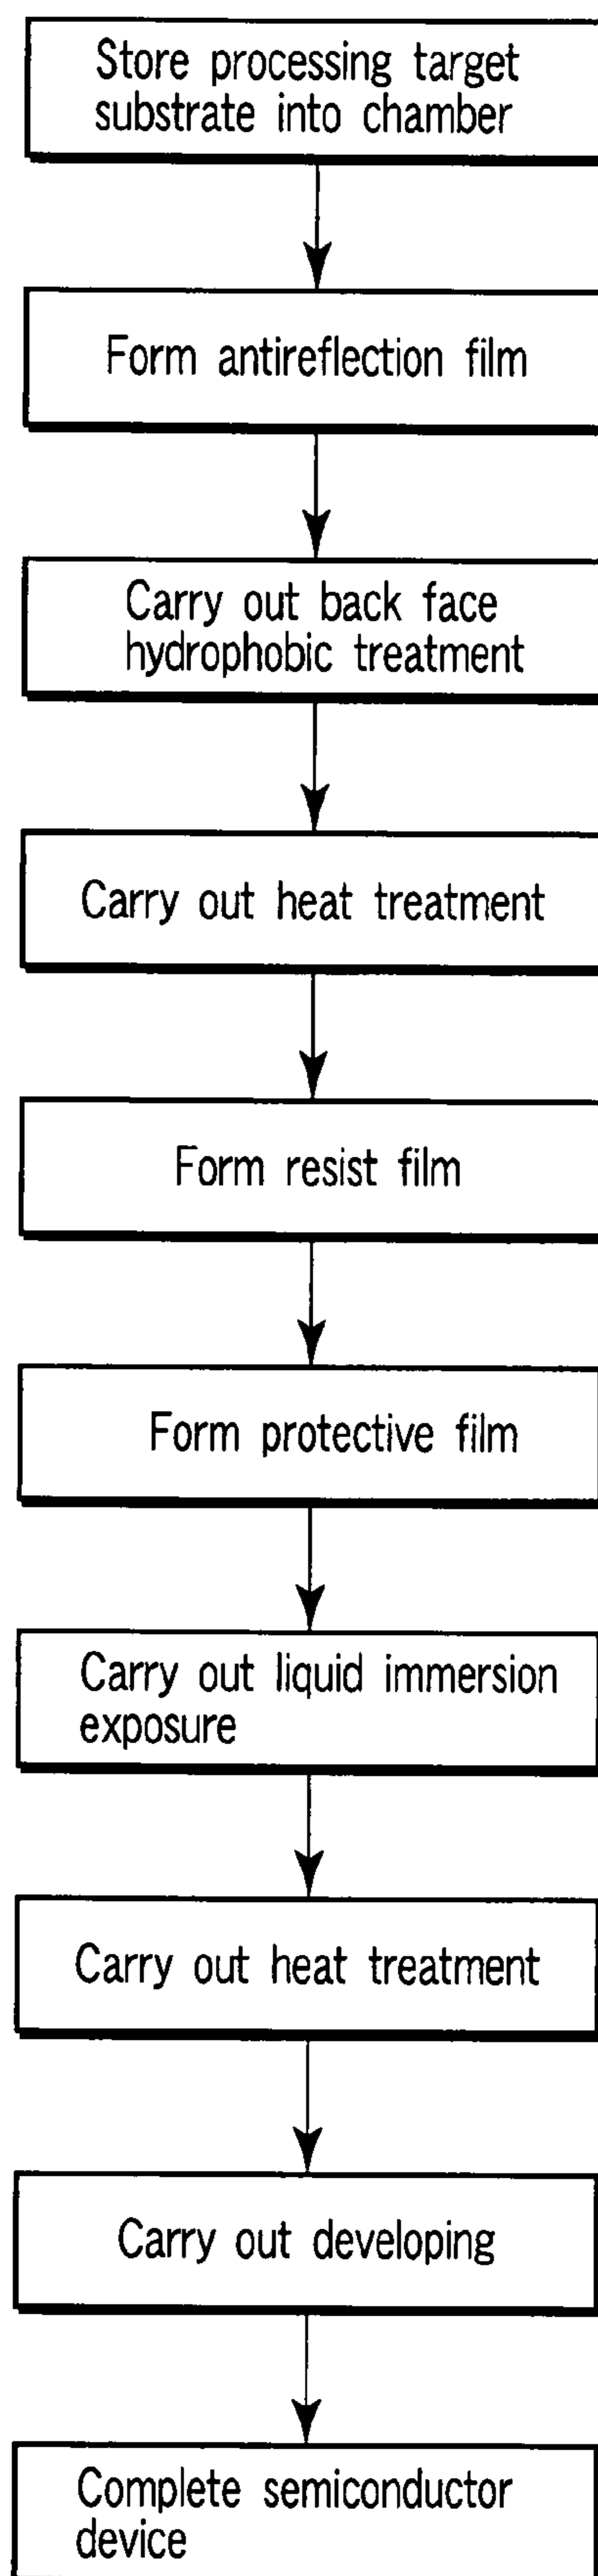 Store processing target
substrate into chamber
Form antireflection film
Carry out back face
hydrophobic treatment
Carry out heat treatment
Form resist film
Form protective film
Carry out liquid immersion
exposure
Carry out heat treatment
Carry out developing
Complete semiconductor
device